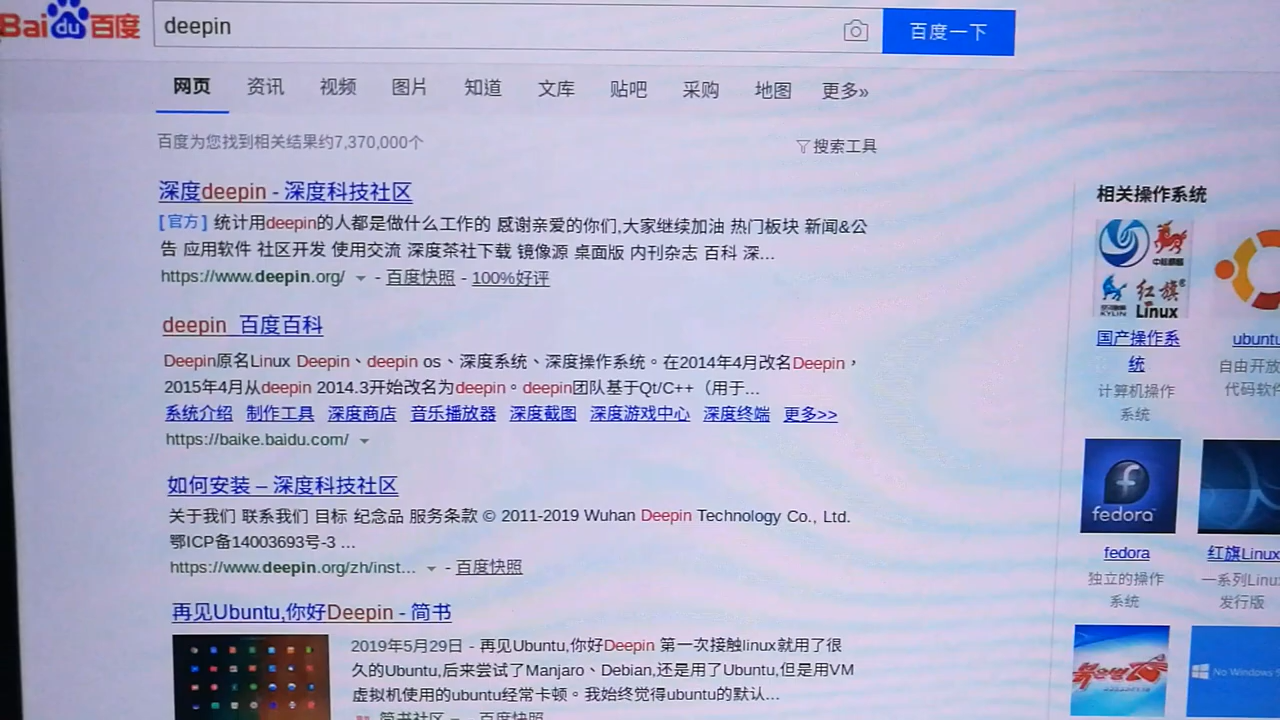 Bai du 百度
deepin
百度一下
网页 资讯 视频 图片 知道 文库 贴吧 采购 地图 更多»
百度为您找到相关结果约7,370,000个
搜索工具
深度deepin - 深度科技社区
[官方] 统计用deepin的人都是做什么工作的 感谢亲爱的你们,大家继续加油 热门板块 新闻&公
告 应用软件 社区开发 使用交流 深度茶社下载 镜像源 桌面版 内刊杂志 百科 深...
https://www.deepin.org/ - 百度快照 - 100%好评
deepin_百度百科
Deepin原名Linux Deepin、deepin os、深度系统、深度操作系统。在2014年4月改名Deepin，
2015年4月从deepin 2014.3开始改名为deepin。deepin团队基于Qt/C++（用于...
系统介绍 制作工具 深度商店 音乐播放器 深度截图 深度游戏中心 深度终端 更多>>
https://baike.baidu.com/
如何安装 – 深度科技社区
关于我们 联系我们 目标 纪念品 服务条款 © 2011-2019 Wuhan Deepin Technology Co., Ltd.
鄂ICP备14003693号-3 ...
https://www.deepin.org/zh/inst... - 百度快照
再见Ubuntu,你好Deepin - 简书
2019年5月29日 - 再见Ubuntu,你好Deepin 第一次接触linux就用了很
久的Ubuntu,后来尝试了Manjaro、Debian,还是用了Ubuntu,但是用VM
虚拟机使用的ubuntu经常卡顿。我始终觉得ubuntu的默认...
简书社区 - 百度快照
相关操作系统
中标麒麟
KYLIN
红旗
Linux
国产操作系
统
计算机操作
系统
ubuntu
自由开放
代码软件
fedora
fedora
独立的操作
系统
红旗Linux
一系列Linu
发行版
No Windows